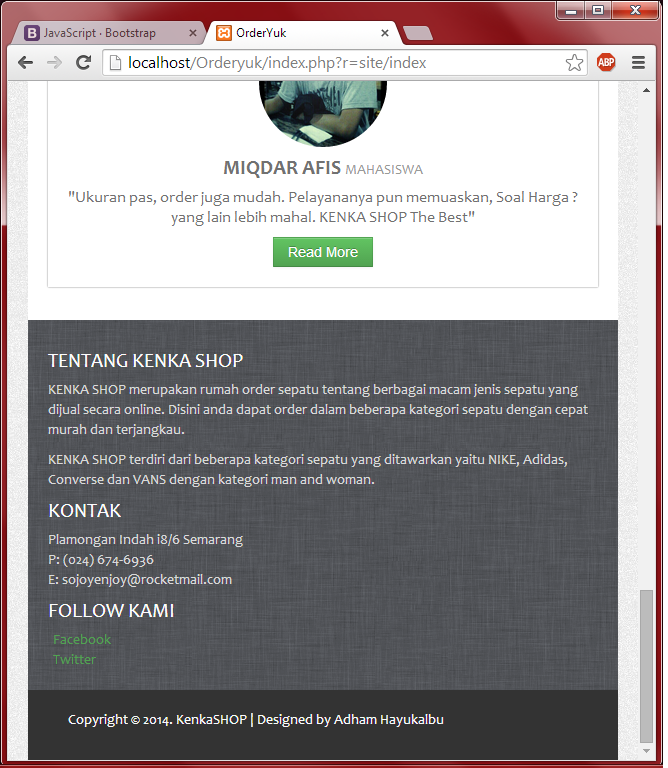 JavaScript · Bootstrap
OrderYuk
localhost/Orderyuk/index.php?r=site/index
ABP
MIQDAR AFIS MAHASISWA
"Ukuran pas, order juga mudah. Pelayananya pun memuaskan, Soal Harga ?
yang lain lebih mahal. KENKA SHOP The Best"
Read More
TENTANG KENKA SHOP
KENKA SHOP merupakan rumah order sepatu tentang berbagai macam jenis sepatu yang
dijual secara online. Disini anda dapat order dalam beberapa kategori sepatu dengan cepat
murah dan terjangkau.
KENKA SHOP terdiri dari beberapa kategori sepatu yang ditawarkan yaitu NIKE, Adidas,
Converse dan VANS dengan kategori man and woman.
KONTAK
Plamongan Indah i8/6 Semarang
P: (024) 674-6936
E: sojoyenjoy@rocketmail.com
FOLLOW KAMI
Facebook
Twitter
Copyright © 2014. KenkaSHOP | Designed by Adham Hayukalbu